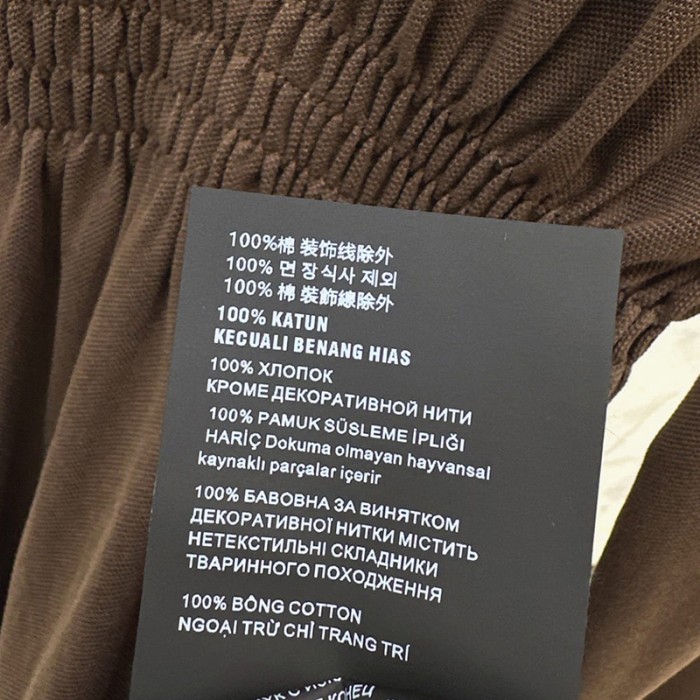 100%棉 装饰线除外
100% 면 장식사 제외
100% 棉 裝飾線除外
100% KATUN
KECUALI BENANG HIAS
100% ХЛОПОК
КРОМЕ ДЕКОРАТИВНОЙ НИТИ
100% PAMUK SÜSLEME İPLIĞI
HARIÇ Dokuma olmayan hayvansal
kaynaklı parçalar içerir
100% БАВОВНА ЗА ВИНЯТКОМ
ДЕКОРАТИВНОЇ НИТКИ МІСТИТЬ
НЕТЕКСТИЛЬНІ СКЛАДНИКИ
ТВАРИННОГО ПОХОДЖЕННЯ
100% BÔNG COTTON
NGOẠI TRỪ CHỈ TRANG TRÍ